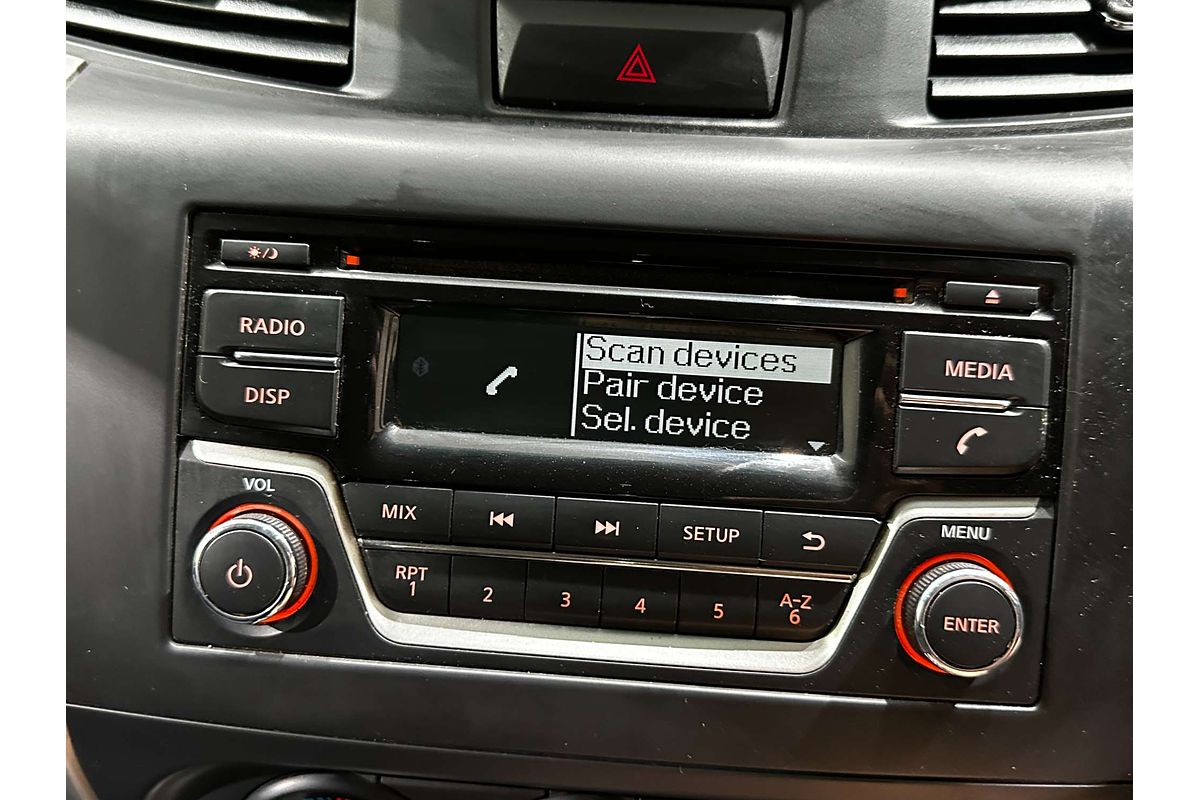 RADIO
DISP
Scan devices
Pair device
Sel. device
MEDIA
VOL
MIX
SETUP
MENU
RPT
1
2
3
4
5
A-Z
6
ENTER